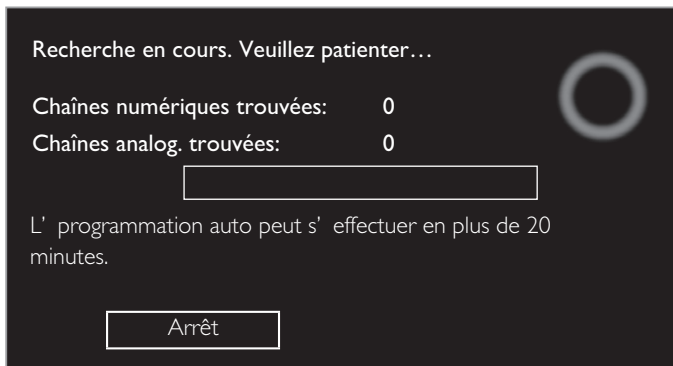 Recherche en cours. Veuillez patienter…
Chaînes numériques trouvées: 0
Chaînes analog. trouvées: 0
L’ programmation auto peut s’ effectuer en plus de 20
minutes.
Arrêt